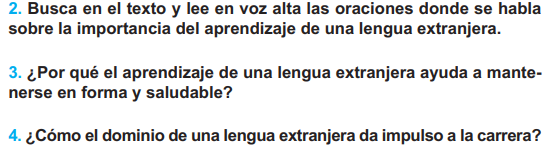 2. Busca en el texto y lee en voz alta las oraciones donde se habla
sobre la importancia del aprendizaje de una lengua extranjera.
3. ¿Por qué el aprendizaje de una lengua extranjera ayuda a mante-
nerse en forma y saludable?
4. ¿Cómo el dominio de una lengua extranjera da impulso a la carrera?